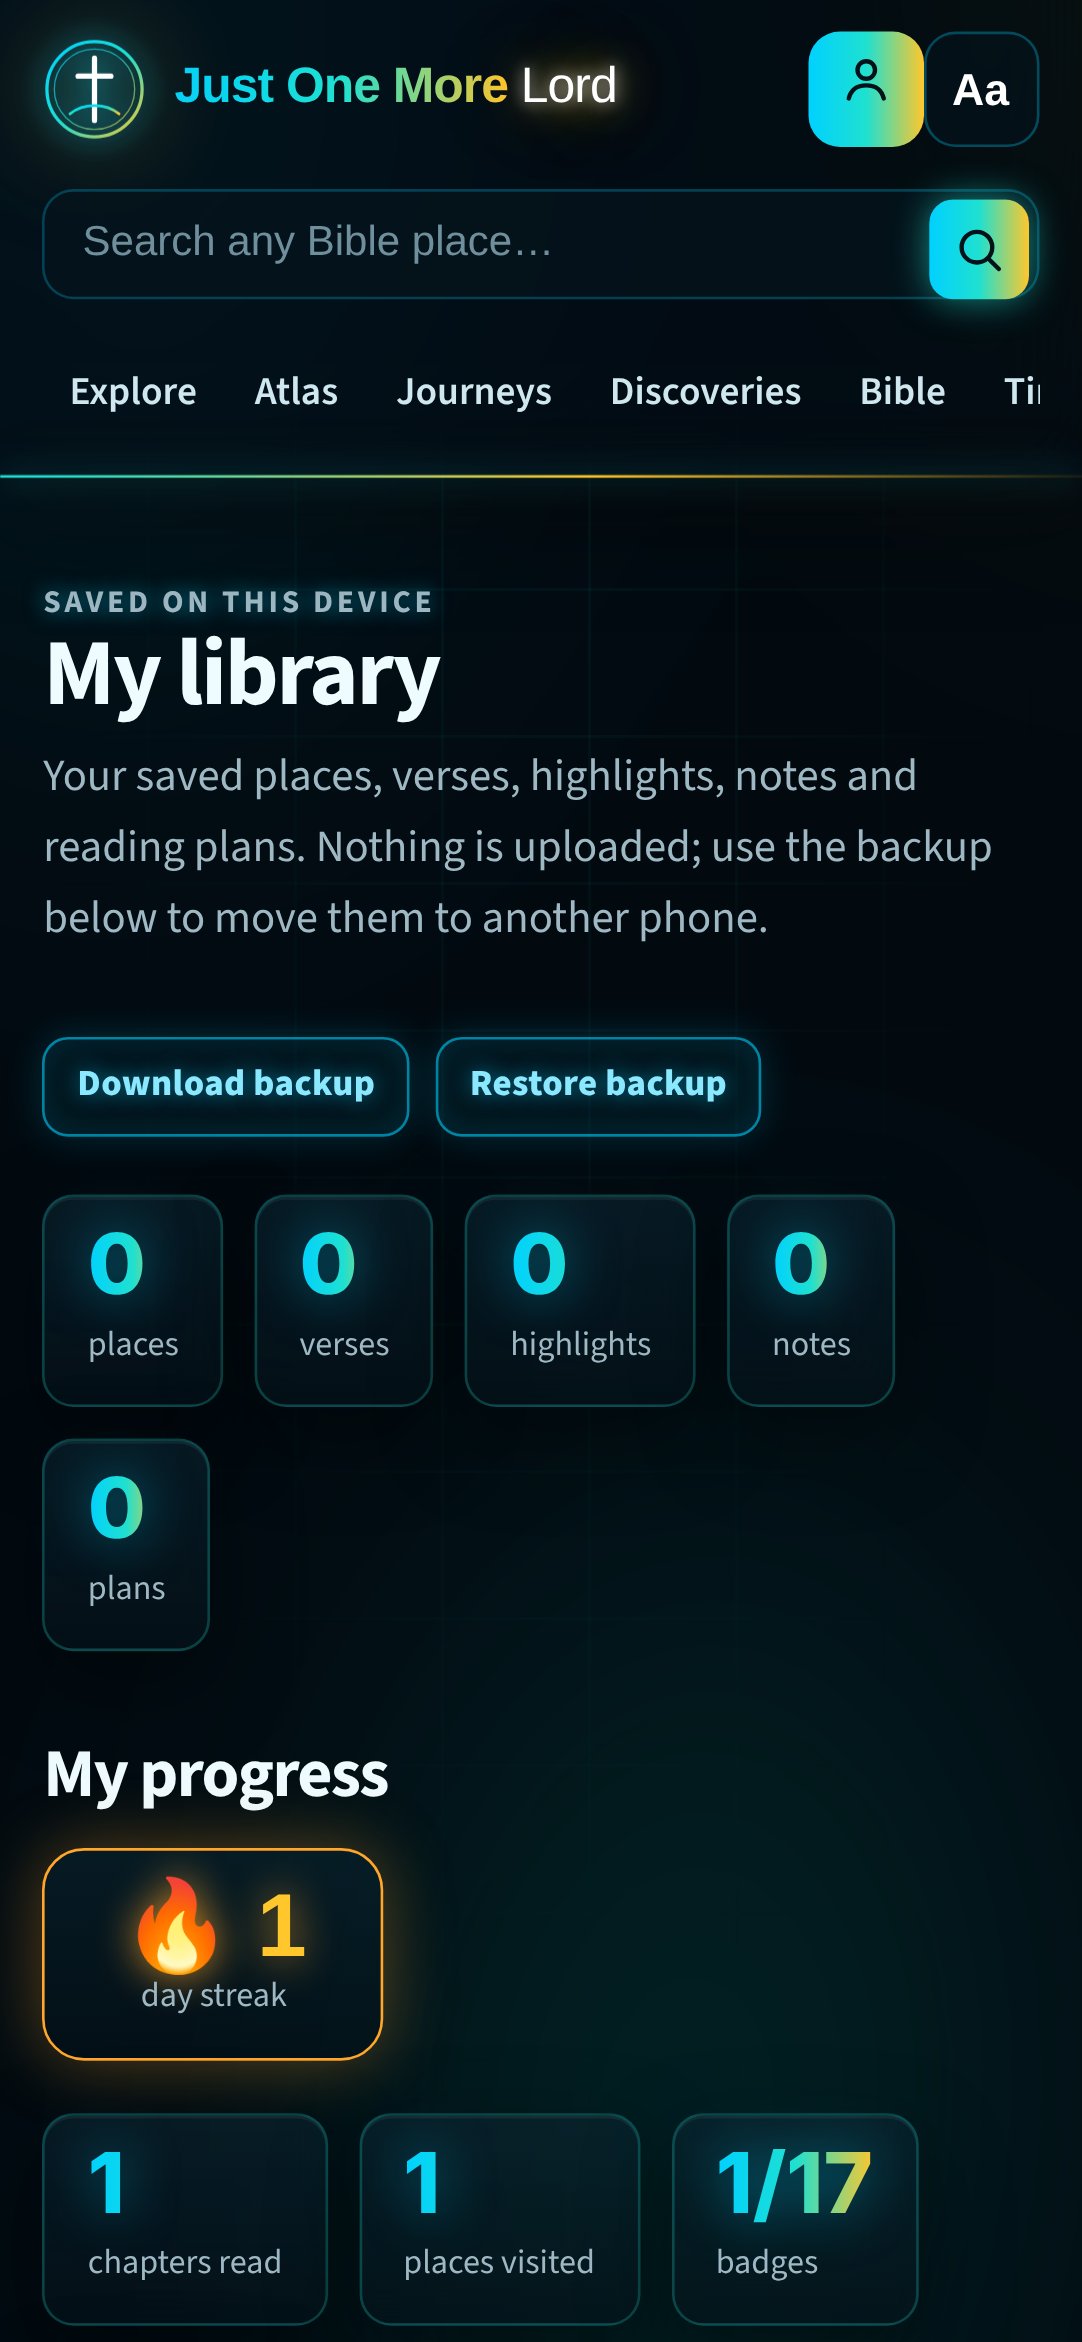 Just One More Lord
Aa
Search any Bible place…
Explore Atlas Journeys Discoveries Bible
SAVED ON THIS DEVICE
My library
Your saved places, verses, highlights, notes and
reading plans. Nothing is uploaded; use the backup
below to move them to another phone.
Download backup Restore backup
0 0 0 0
places verses highlights notes
0
plans
My progress
🔥 1
day streak
1 1 1/17
chapters read places visited badges